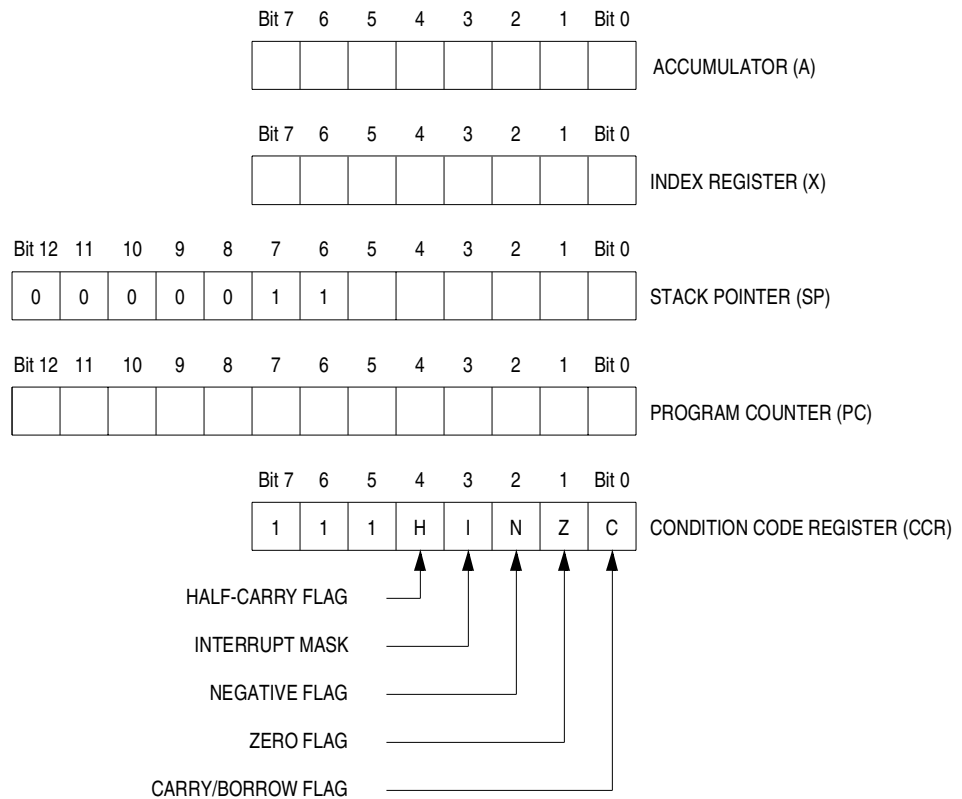 Bit 7 6 5 4 3 2 1 Bit 0
ACCUMULATOR (A)
Bit 7 6 5 4 3 2 1 Bit 0
INDEX REGISTER (X)
Bit 12 11 10 9 8 7 6 5 4 3 2 1 Bit 0
0 0 0 0 0 1 1 STACK POINTER (SP)
Bit 12 11 10 9 8 7 6 5 4 3 2 1 Bit 0
PROGRAM COUNTER (PC)
Bit 7 6 5 4 3 2 1 Bit 0
1 1 1 H I N Z C CONDITION CODE REGISTER (CCR)
HALF-CARRY FLAG
INTERRUPT MASK
NEGATIVE FLAG
ZERO FLAG
CARRY/BORROW FLAG